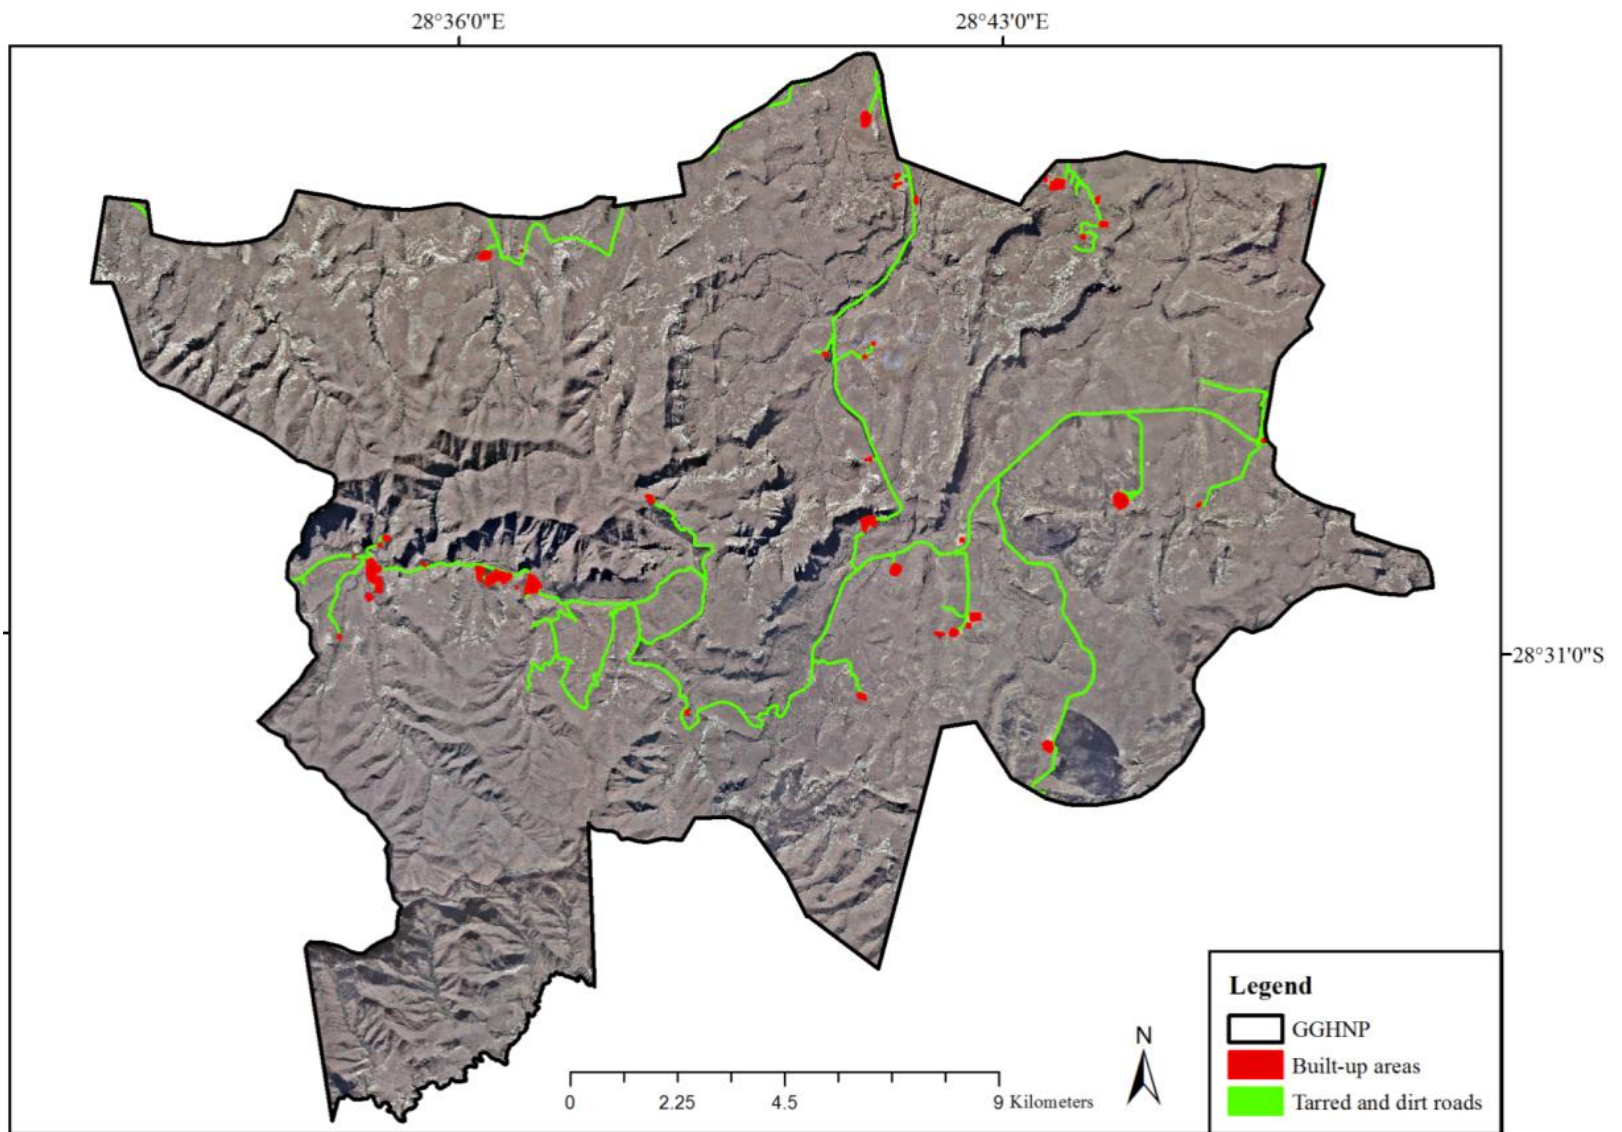 28°36'0"E
28°43'0"E
28°31'0"S
N
0 2.25 4.5 9 Kilometers
Legend
GGHNP
Built-up areas
Tarred and dirt roads